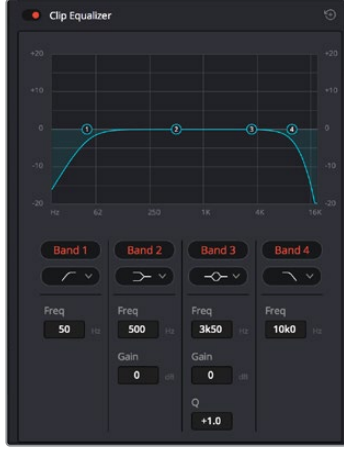 Clip Equalizer
+20 +20
+10 +10
0 1 2 3 4 0
-10 -10
-20 -20
Hz 62 250 1K 4K 16K
Band 1 Band 2 Band 3 Band 4
Freq Freq Freq Freq
50 Hz 500 Hz 3k50 Hz 10k0 Hz
Gain Gain
0 dB 0 dB
Q
+1.0